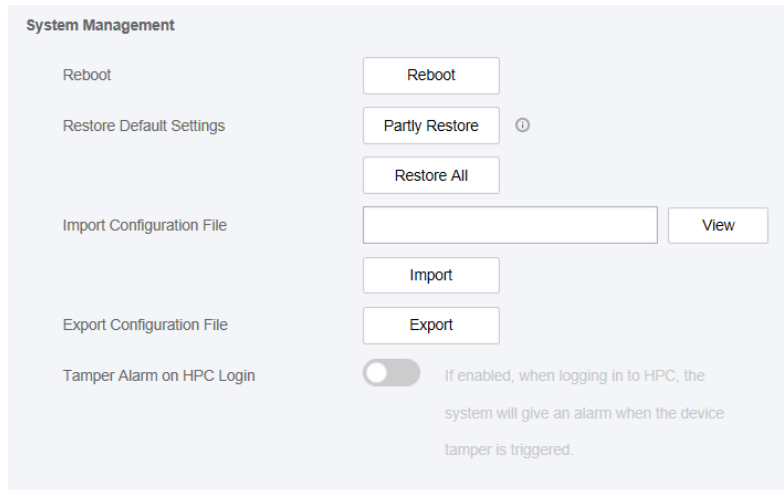 System Management
Reboot Reboot
Restore Default Settings Partly Restore
Restore All
Import Configuration File View
Import
Export Configuration File Export
Tamper Alarm on HPC Login If enabled, when logging in to HPC, the
system will give an alarm when the device
tamper is triggered.